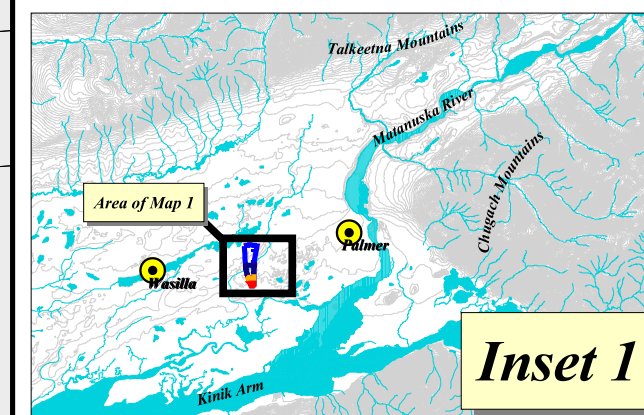 Talkeetna Mountains
Matanuska River
Chugach Mountains
Area of Map 1
Palmer
Wasilla
Inset 1
Kinik Arm